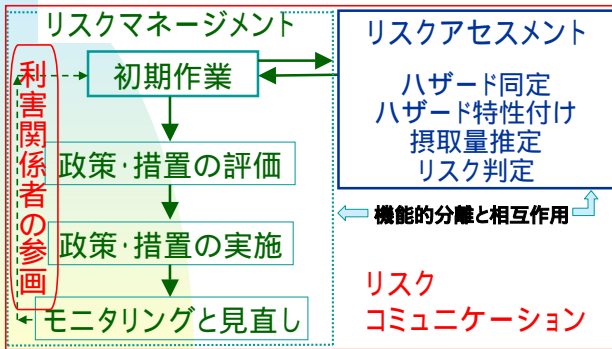 リスクマネージメント
利害関係者の参画
初期作業
政策・措置の評価
政策・措置の実施
モニタリングと見直し
リスクアセスメント
ハザード同定
ハザード特性付け
摂取量推定
リスク判定
機能的分離と相互作用
リスク
コミュニケーション